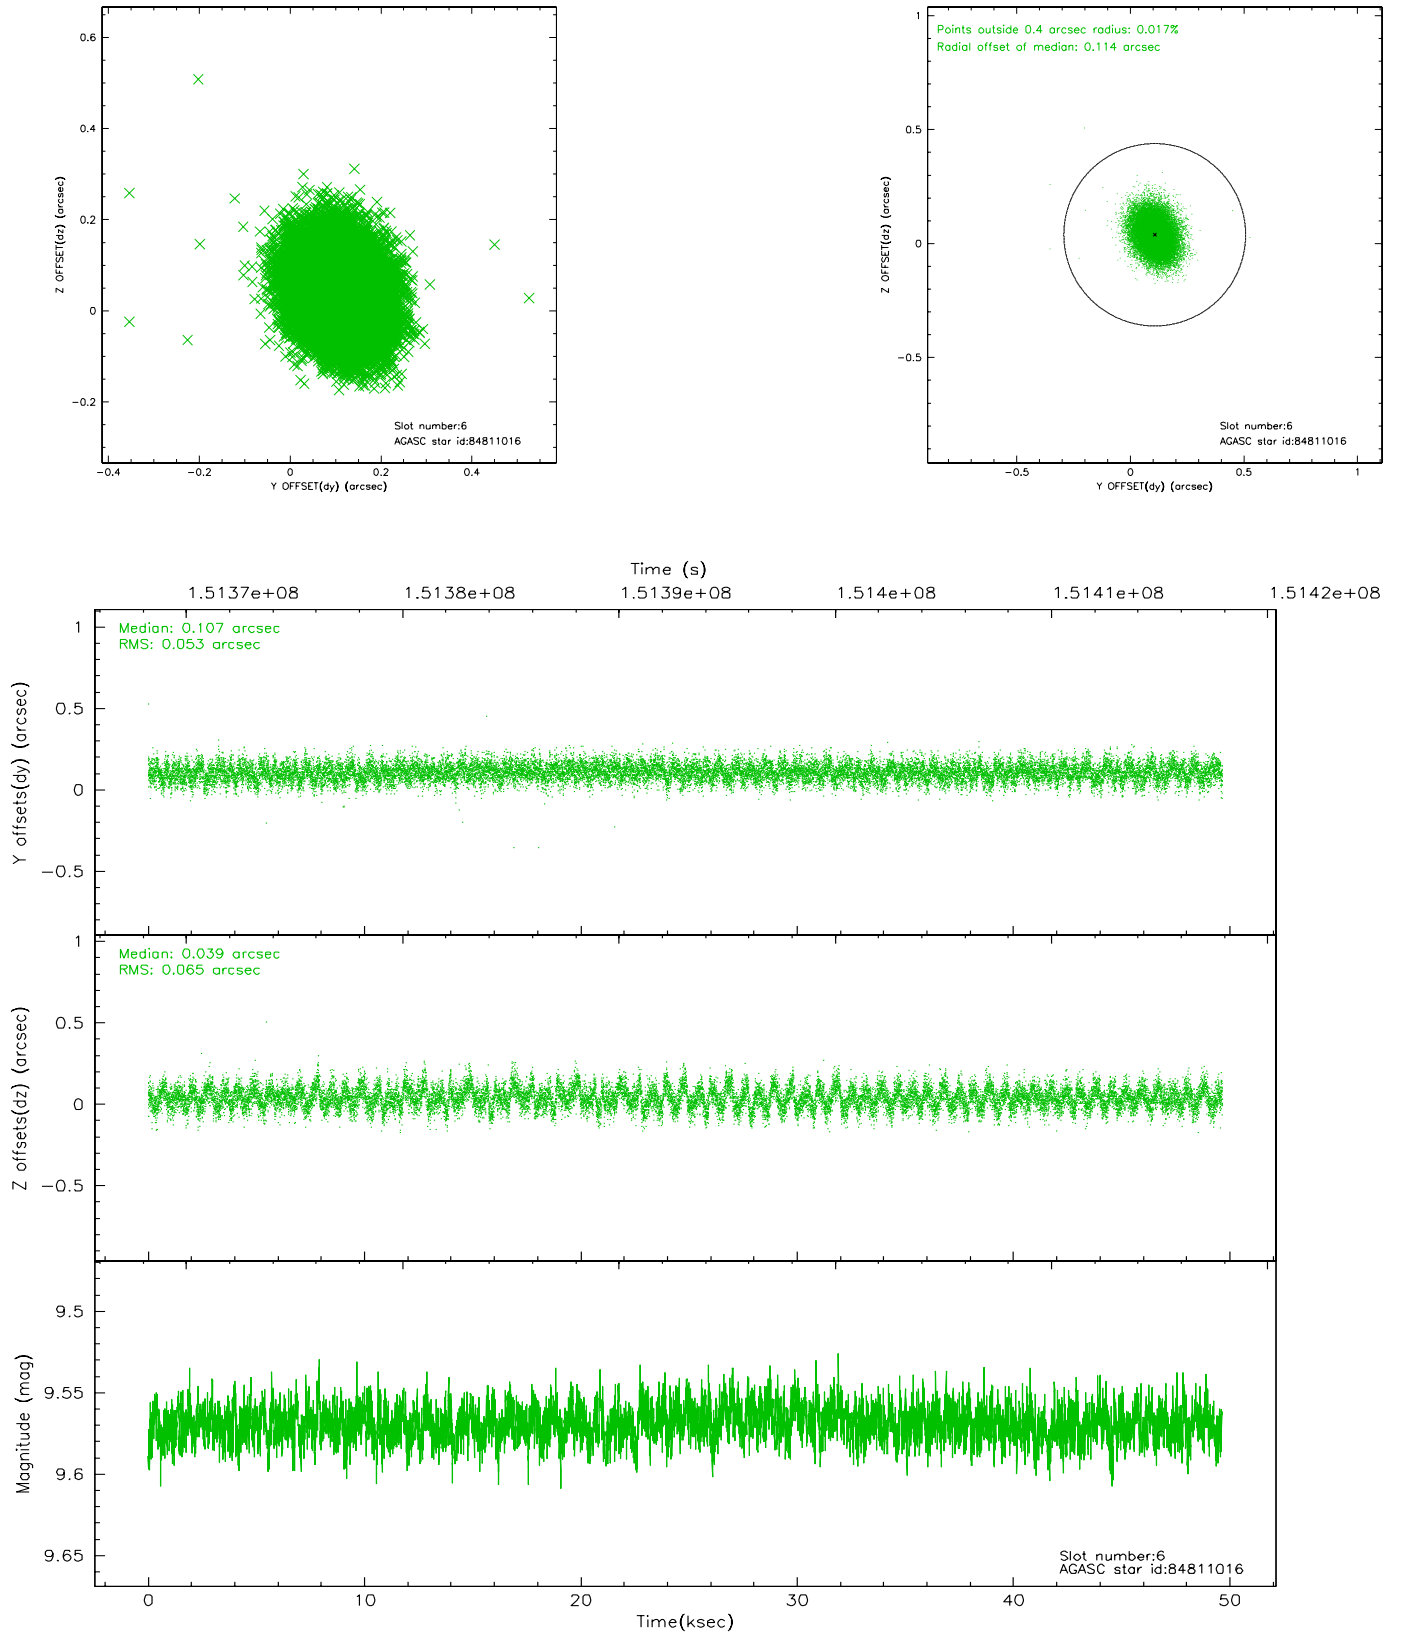 0.6
0.4
0.2
0
−0.2
Z OFFSET(dz) (arcsec)
Slot number:6
AGASC star id:84811016
−0.4 −0.2 0 0.2 0.4
Y OFFSET(dy) (arcsec)
Points outside 0.4 arcsec radius: 0.017%
Radial offset of median: 0.114 arcsec
1
0.5
0
−0.5
Z OFFSET(dz) (arcsec)
Slot number:6
AGASC star id:84811016
−0.5 0 0.5 1
Y OFFSET(dy) (arcsec)
Time (s)
1.5137e+08 1.5138e+08 1.5139e+08 1.514e+08 1.5141e+08 1.5142e+08
Median: 0.107 arcsec
RMS: 0.053 arcsec
1
0.5
0
−0.5
Y offsets(dy) (arcsec)
Median: 0.039 arcsec
RMS: 0.065 arcsec
1
0.5
0
−0.5
Z offsets(dz) (arcsec)
9.5
9.55
9.6
9.65
Magnitude (mag)
Slot number:6
AGASC star id:84811016
0 10 20 30 40 50
Time(ksec)